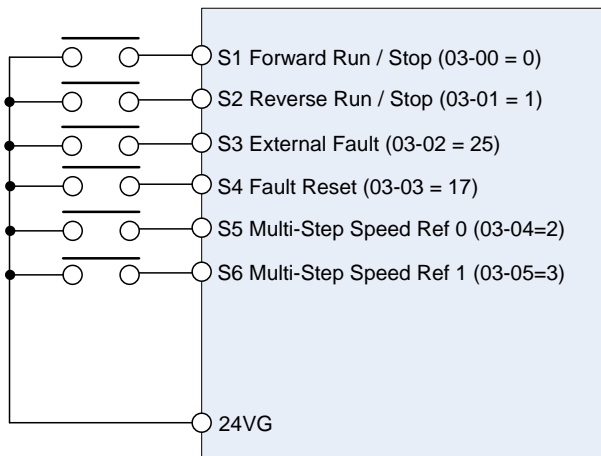 S1 Forward Run / Stop (03-00 = 0)
S2 Reverse Run / Stop (03-01 = 1)
S3 External Fault (03-02 = 25)
S4 Fault Reset (03-03 = 17)
S5 Multi-Step Speed Ref 0 (03-04=2)
S6 Multi-Step Speed Ref 1 (03-05=3)
24VG